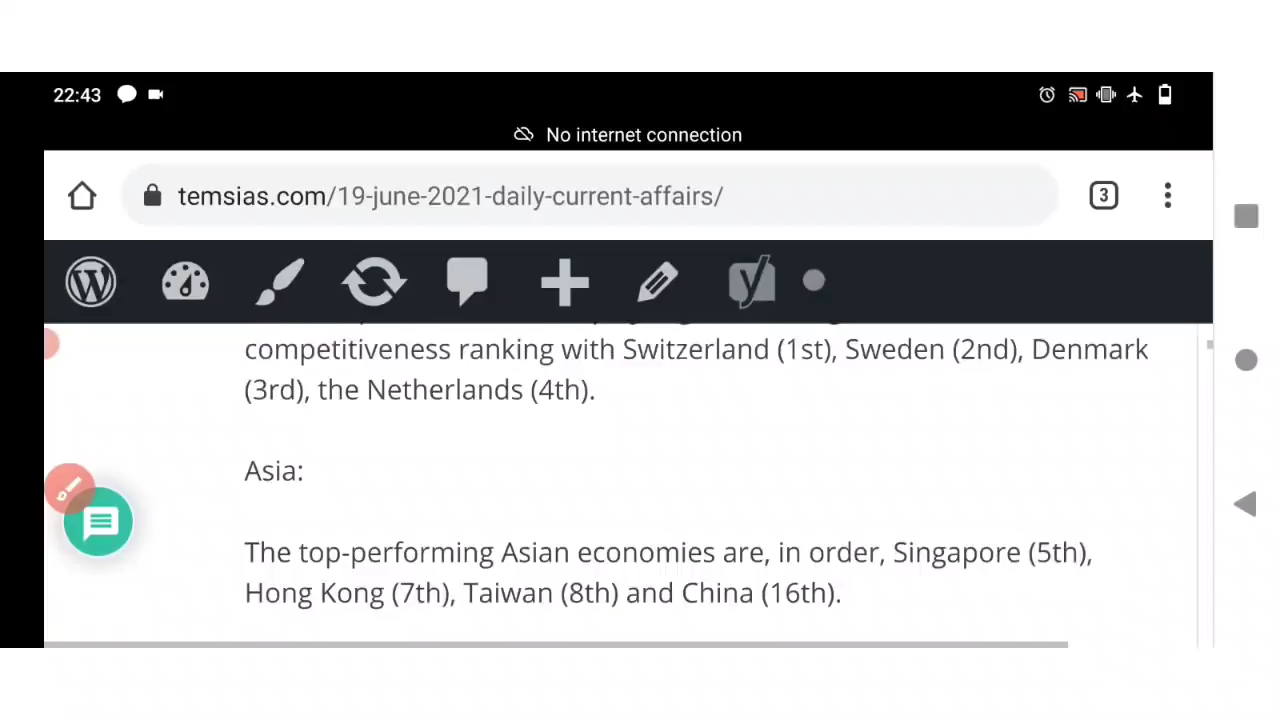 22:43
No internet connection
temsias.com/19-june-2021-daily-current-affairs/
3
competitiveness ranking with Switzerland (1st), Sweden (2nd), Denmark
(3rd), the Netherlands (4th).
Asia:
The top-performing Asian economies are, in order, Singapore (5th),
Hong Kong (7th), Taiwan (8th) and China (16th).